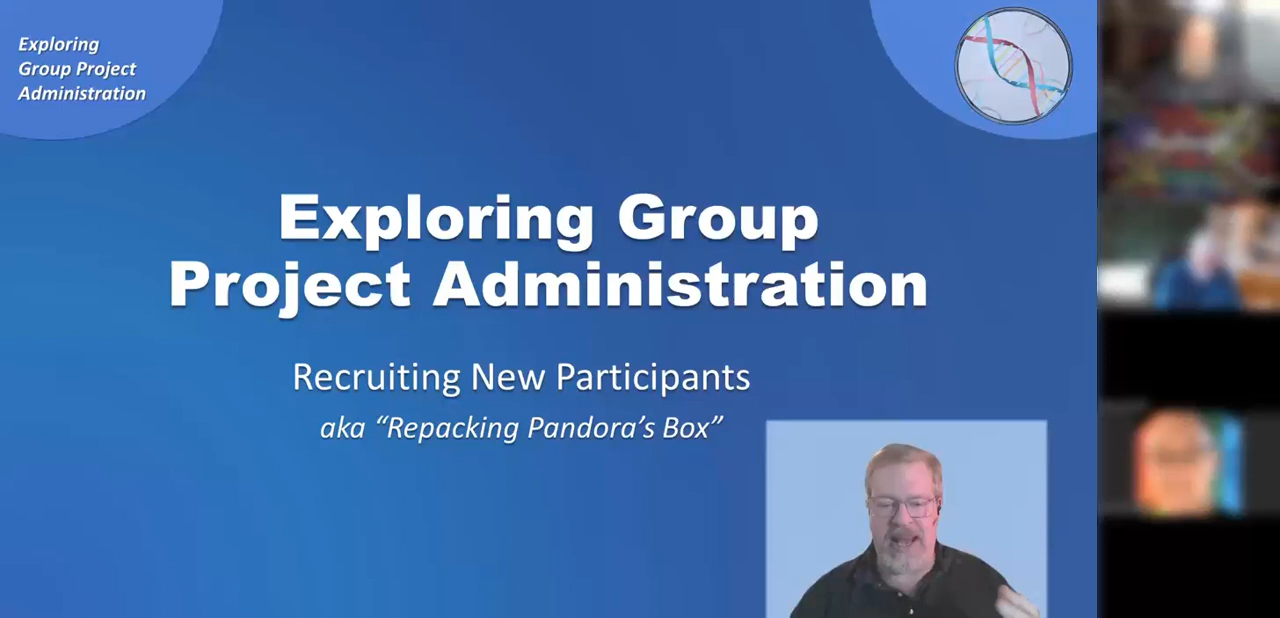 Exploring
Group Project
Administration
Exploring Group
Project Administration
Recruiting New Participants
aka “Repacking Pandora’s Box”